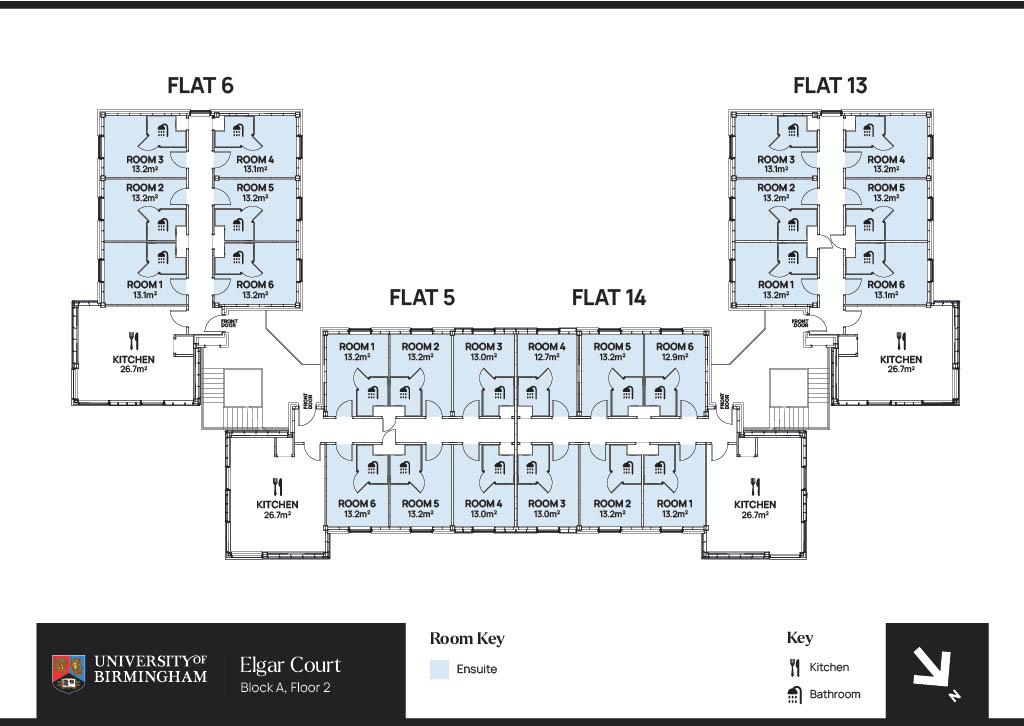 FLAT 6
FLAT 13
ROOM 3
13.2m²
ROOM 4
13.1m²
ROOM 2
13.2m²
ROOM 5
13.2m²
ROOM 1
13.1m²
ROOM 6
13.2m²
FRONT
DOOR
KITCHEN
26.7m²
ROOM 3
13.1m²
ROOM 4
13.2m²
ROOM 2
13.2m²
ROOM 5
13.2m²
ROOM 1
13.2m²
ROOM 6
13.1m²
FRONT
DOOR
KITCHEN
26.7m²
FLAT 5
FLAT 14
ROOM 1
13.2m²
ROOM 2
13.2m²
ROOM 3
13.0m²
ROOM 4
12.7m²
ROOM 5
13.2m²
ROOM 6
12.9m²
FRONT
DOOR
FRONT
DOOR
KITCHEN
26.7m²
ROOM 6
13.2m²
ROOM 5
13.2m²
ROOM 4
13.0m²
ROOM 3
13.0m²
ROOM 2
13.2m²
ROOM 1
13.2m²
KITCHEN
26.7m²
UNIVERSITY OF
BIRMINGHAM
Elgar Court
Block A, Floor 2
Room Key
Ensuite
Key
Kitchen
Bathroom
N